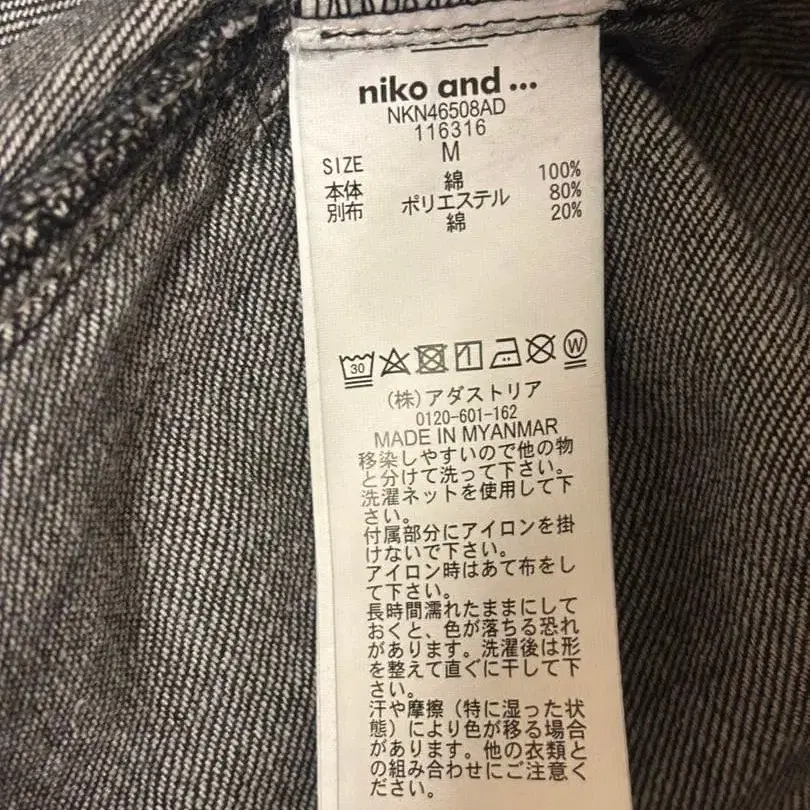 niko and ...
NKN46508AD
116316
SIZE M
本体 綿 100%
別布 ポリエステル 80%
綿 20%
30 W
(株)アダストリア
0120-601-162
MADE IN MYANMAR
移染しやすいので他の物
と分けて洗って下さい。
洗濯ネットを使用して下
さい。
付属部分にアイロンを掛
けないで下さい。
アイロン時はあて布をし
て下さい。
長時間濡れたままにして
おくと、色が落ちる恐れ
があります。洗濯後は形
を整えて直ぐに干して下
さい。
汗や摩擦(特に湿った状
態)により色が移る場合
があります。他の衣類と
の組み合わせにご注意く
ださい。